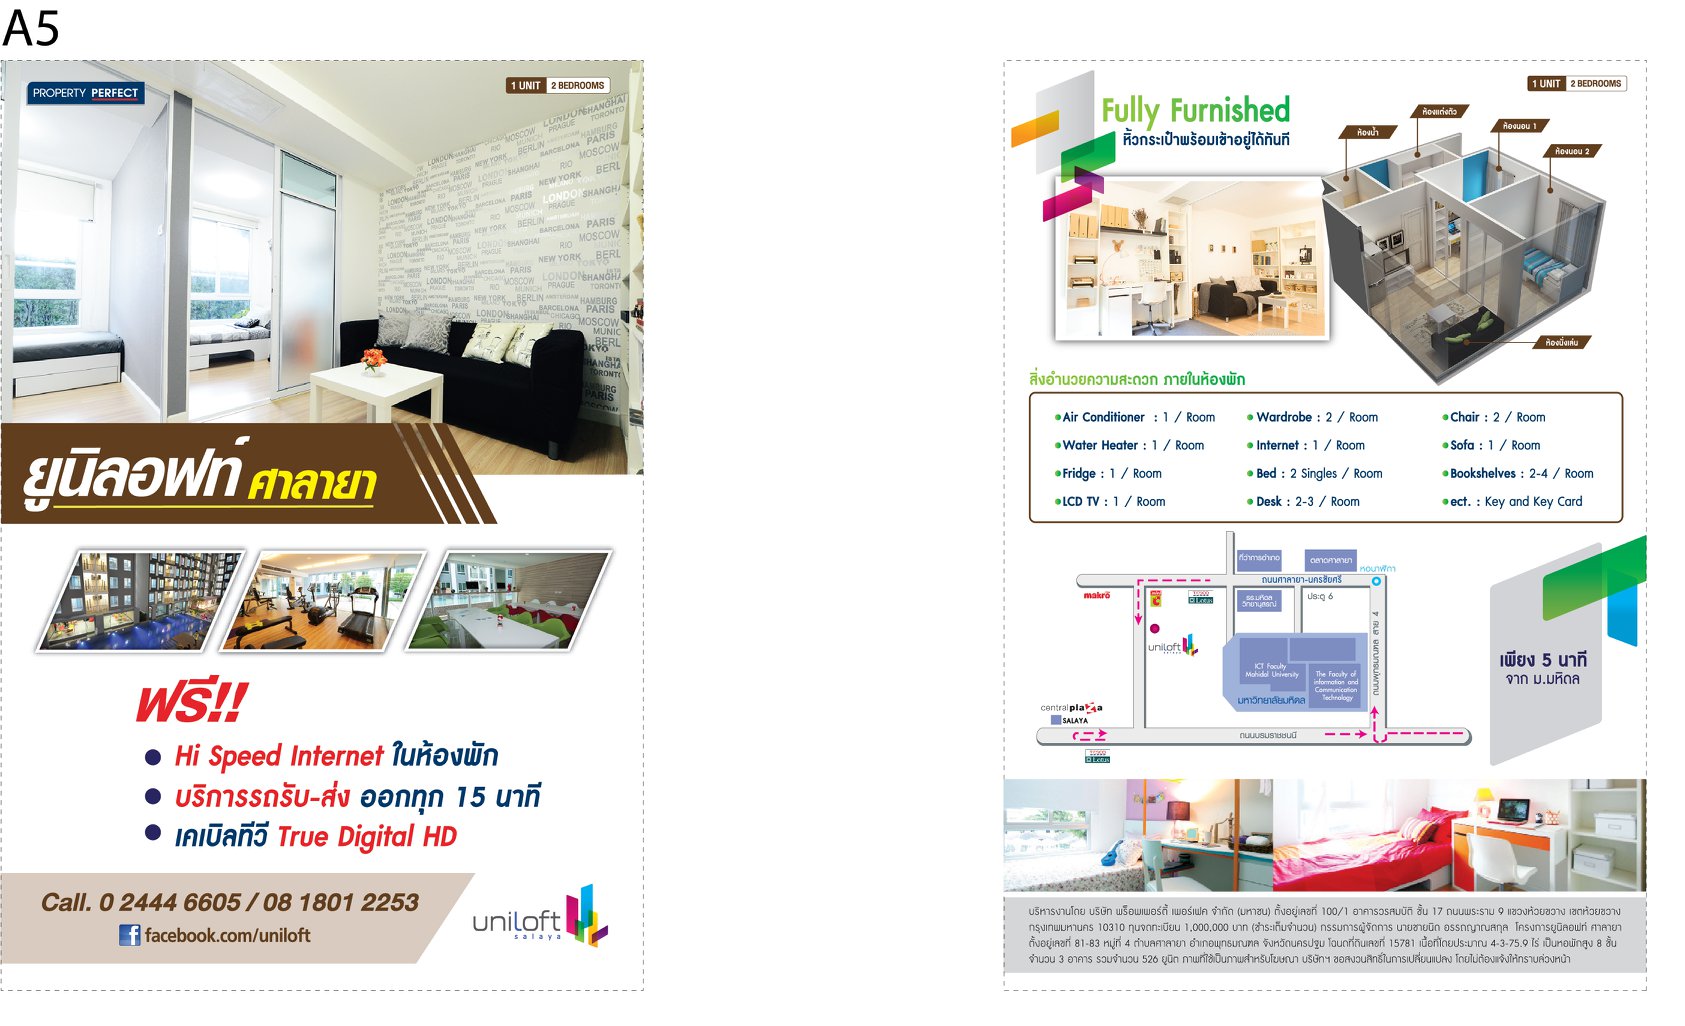 A5
PROPERTY PERFECT
1 UNIT 2 BEDROOMS
ยูนิลอฟท์ ศาลายา
ฟรี!!
Hi Speed Internet ในห้องพัก
บริการรถรับ-ส่ง ออกทุก 15 นาที
เคเบิลทีวี True Digital HD
Call. 0 2444 6605 / 08 1801 2253
facebook.com/uniloft
uniloft
salaya
1 UNIT 2 BEDROOMS
Fully Furnished
หิ้วกระเป๋าพร้อมเข้าอยู่ได้ทันที
ห้องน้ำ
ห้องแต่งตัว
ห้องนอน 1
ห้องนอน 2
ห้องนั่งเล่น
สิ่งอำนวยความสะดวก ภายในห้องพัก
Air Conditioner : 1 / Room
Wardrobe : 2 / Room
Chair : 2 / Room
Water Heater : 1 / Room
Internet : 1 / Room
Sofa : 1 / Room
Fridge : 1 / Room
Bed : 2 Singles / Room
Bookshelves : 2-4 / Room
LCD TV : 1 / Room
Desk : 2-3 / Room
ect. : Key and Key Card
ที่ว่าการอำเภอ
ตลาดศาลายา
หอนาฬิกา
ถนนศาลายา-นครชัยศรี
makro
Big C
Lotus
รร.มหิดล
วิทยานุสรณ์
ประตู 6
ถนนพุทธมณฑล สาย 4
uniloft
salaya
ICT Faculty
Mahidol University
The Faculty of
information and
Communication
Technology
มหาวิทยาลัยมหิดล
centralplaza
SALAYA
ถนนบรมราชชนนี
Lotus
เพียง 5 นาที
จาก ม.มหิดล
บริหารงานโดย บริษัท พร็อพเพอร์ตี้ เพอร์เฟค จำกัด (มหาชน) ตั้งอยู่เลขที่ 100/1 อาคารวรสมบัติ ชั้น 17 ถนนพระราม 9 แขวงห้วยขวาง เขตห้วยขวาง
กรุงเทพมหานคร 10310 ทุนจดทะเบียน 1,000,000 บาท (ชำระเต็มจำนวน) กรรมการผู้จัดการ นายชายนิด อรรถญาณสกุล โครงการยูนิลอฟท์ ศาลายา
ตั้งอยู่เลขที่ 81-83 หมู่ที่ 4 ตำบลศาลายา อำเภอพุทธมณฑล จังหวัดนครปฐม โฉนดที่ดินเลขที่ 15781 เนื้อที่โดยประมาณ 4-3-75.9 ไร่ เป็นหอพักสูง 8 ชั้น
จำนวน 3 อาคาร รวมจำนวน 526 ยูนิต ภาพที่ใช้เป็นภาพสำหรับโฆษณา บริษัทฯ ขอสงวนสิทธิ์ในการเปลี่ยนแปลง โดยไม่ต้องแจ้งให้ทราบล่วงหน้า